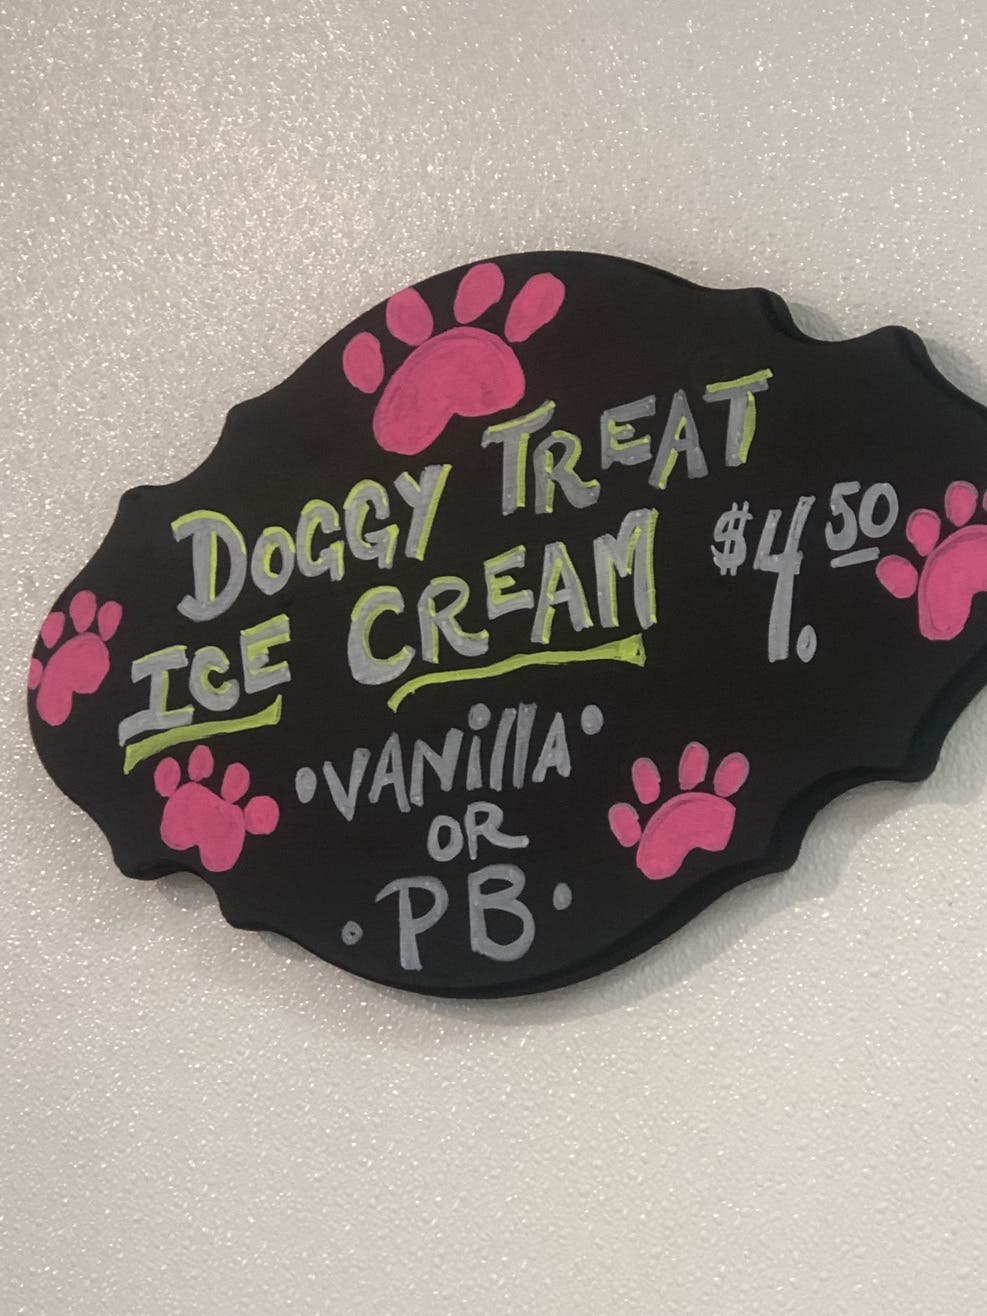 DOGGY TREAT
ICE CREAM $4.50
•VANillA•
OR
•PB•